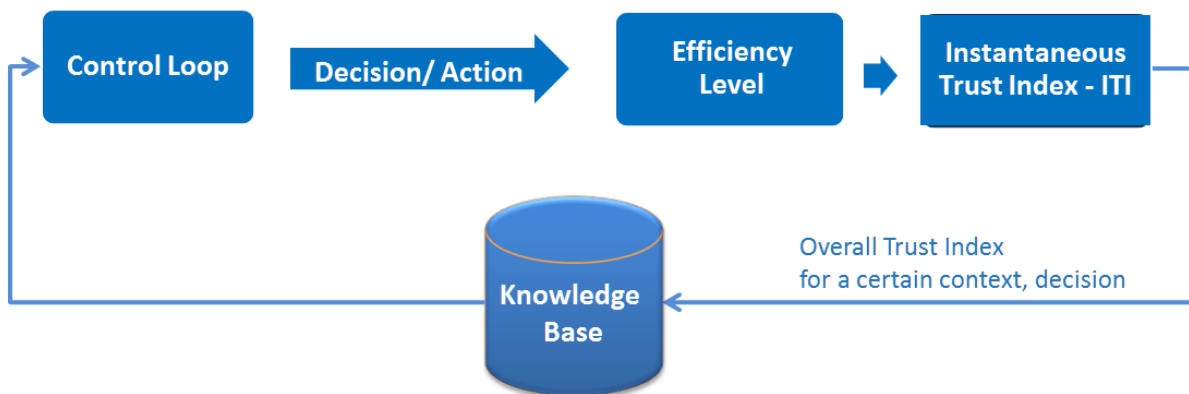 Control Loop
Decision/ Action
Efficiency
Level
Instantaneous
Trust Index - ITI
Overall Trust Index
for a certain context, decision
Knowledge
Base